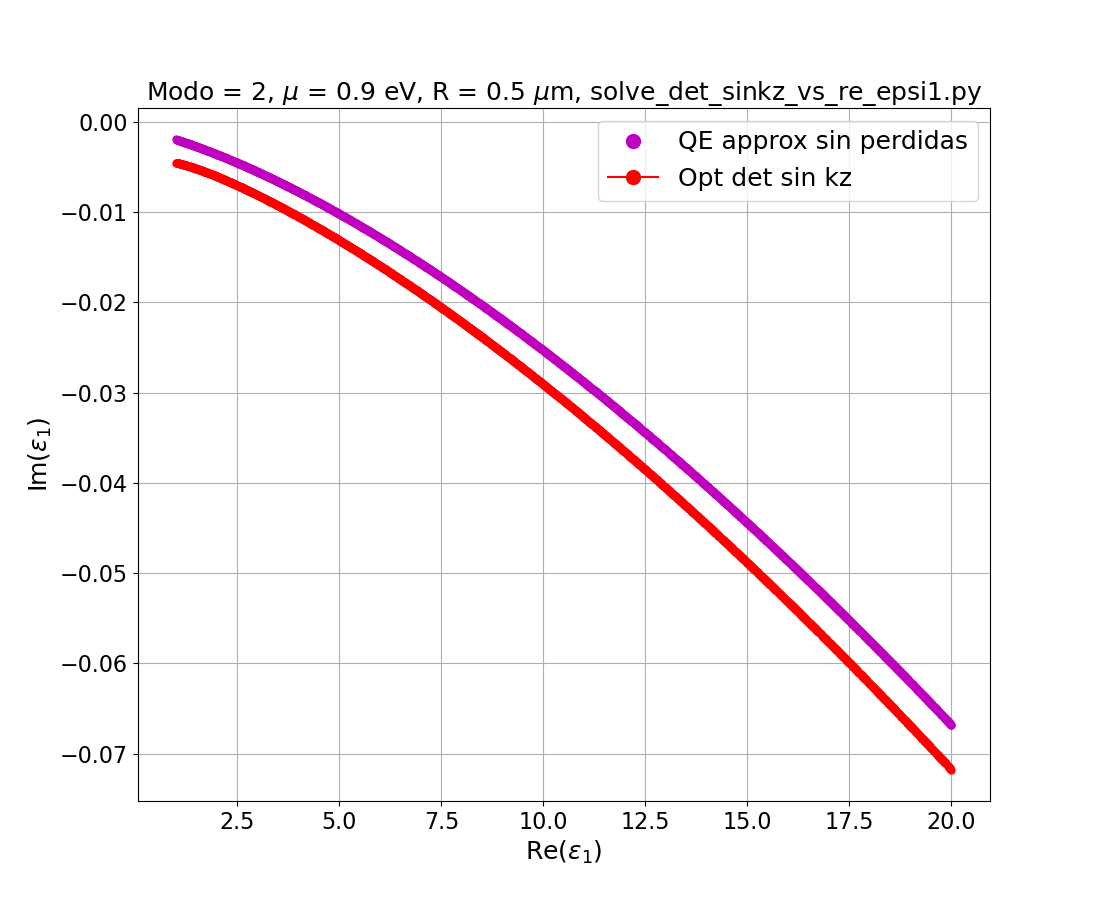 Modo = 2, μ = 0.9 eV, R = 0.5 μm, solve_det_sinkz_vs_re_epsi1.py
QE approx sin perdidas
Opt det sin kz
0.00
−0.01
−0.02
−0.03
−0.04
−0.05
−0.06
−0.07
Im(ε₁)
2.5 5.0 7.5 10.0 12.5 15.0 17.5 20.0
Re(ε₁)